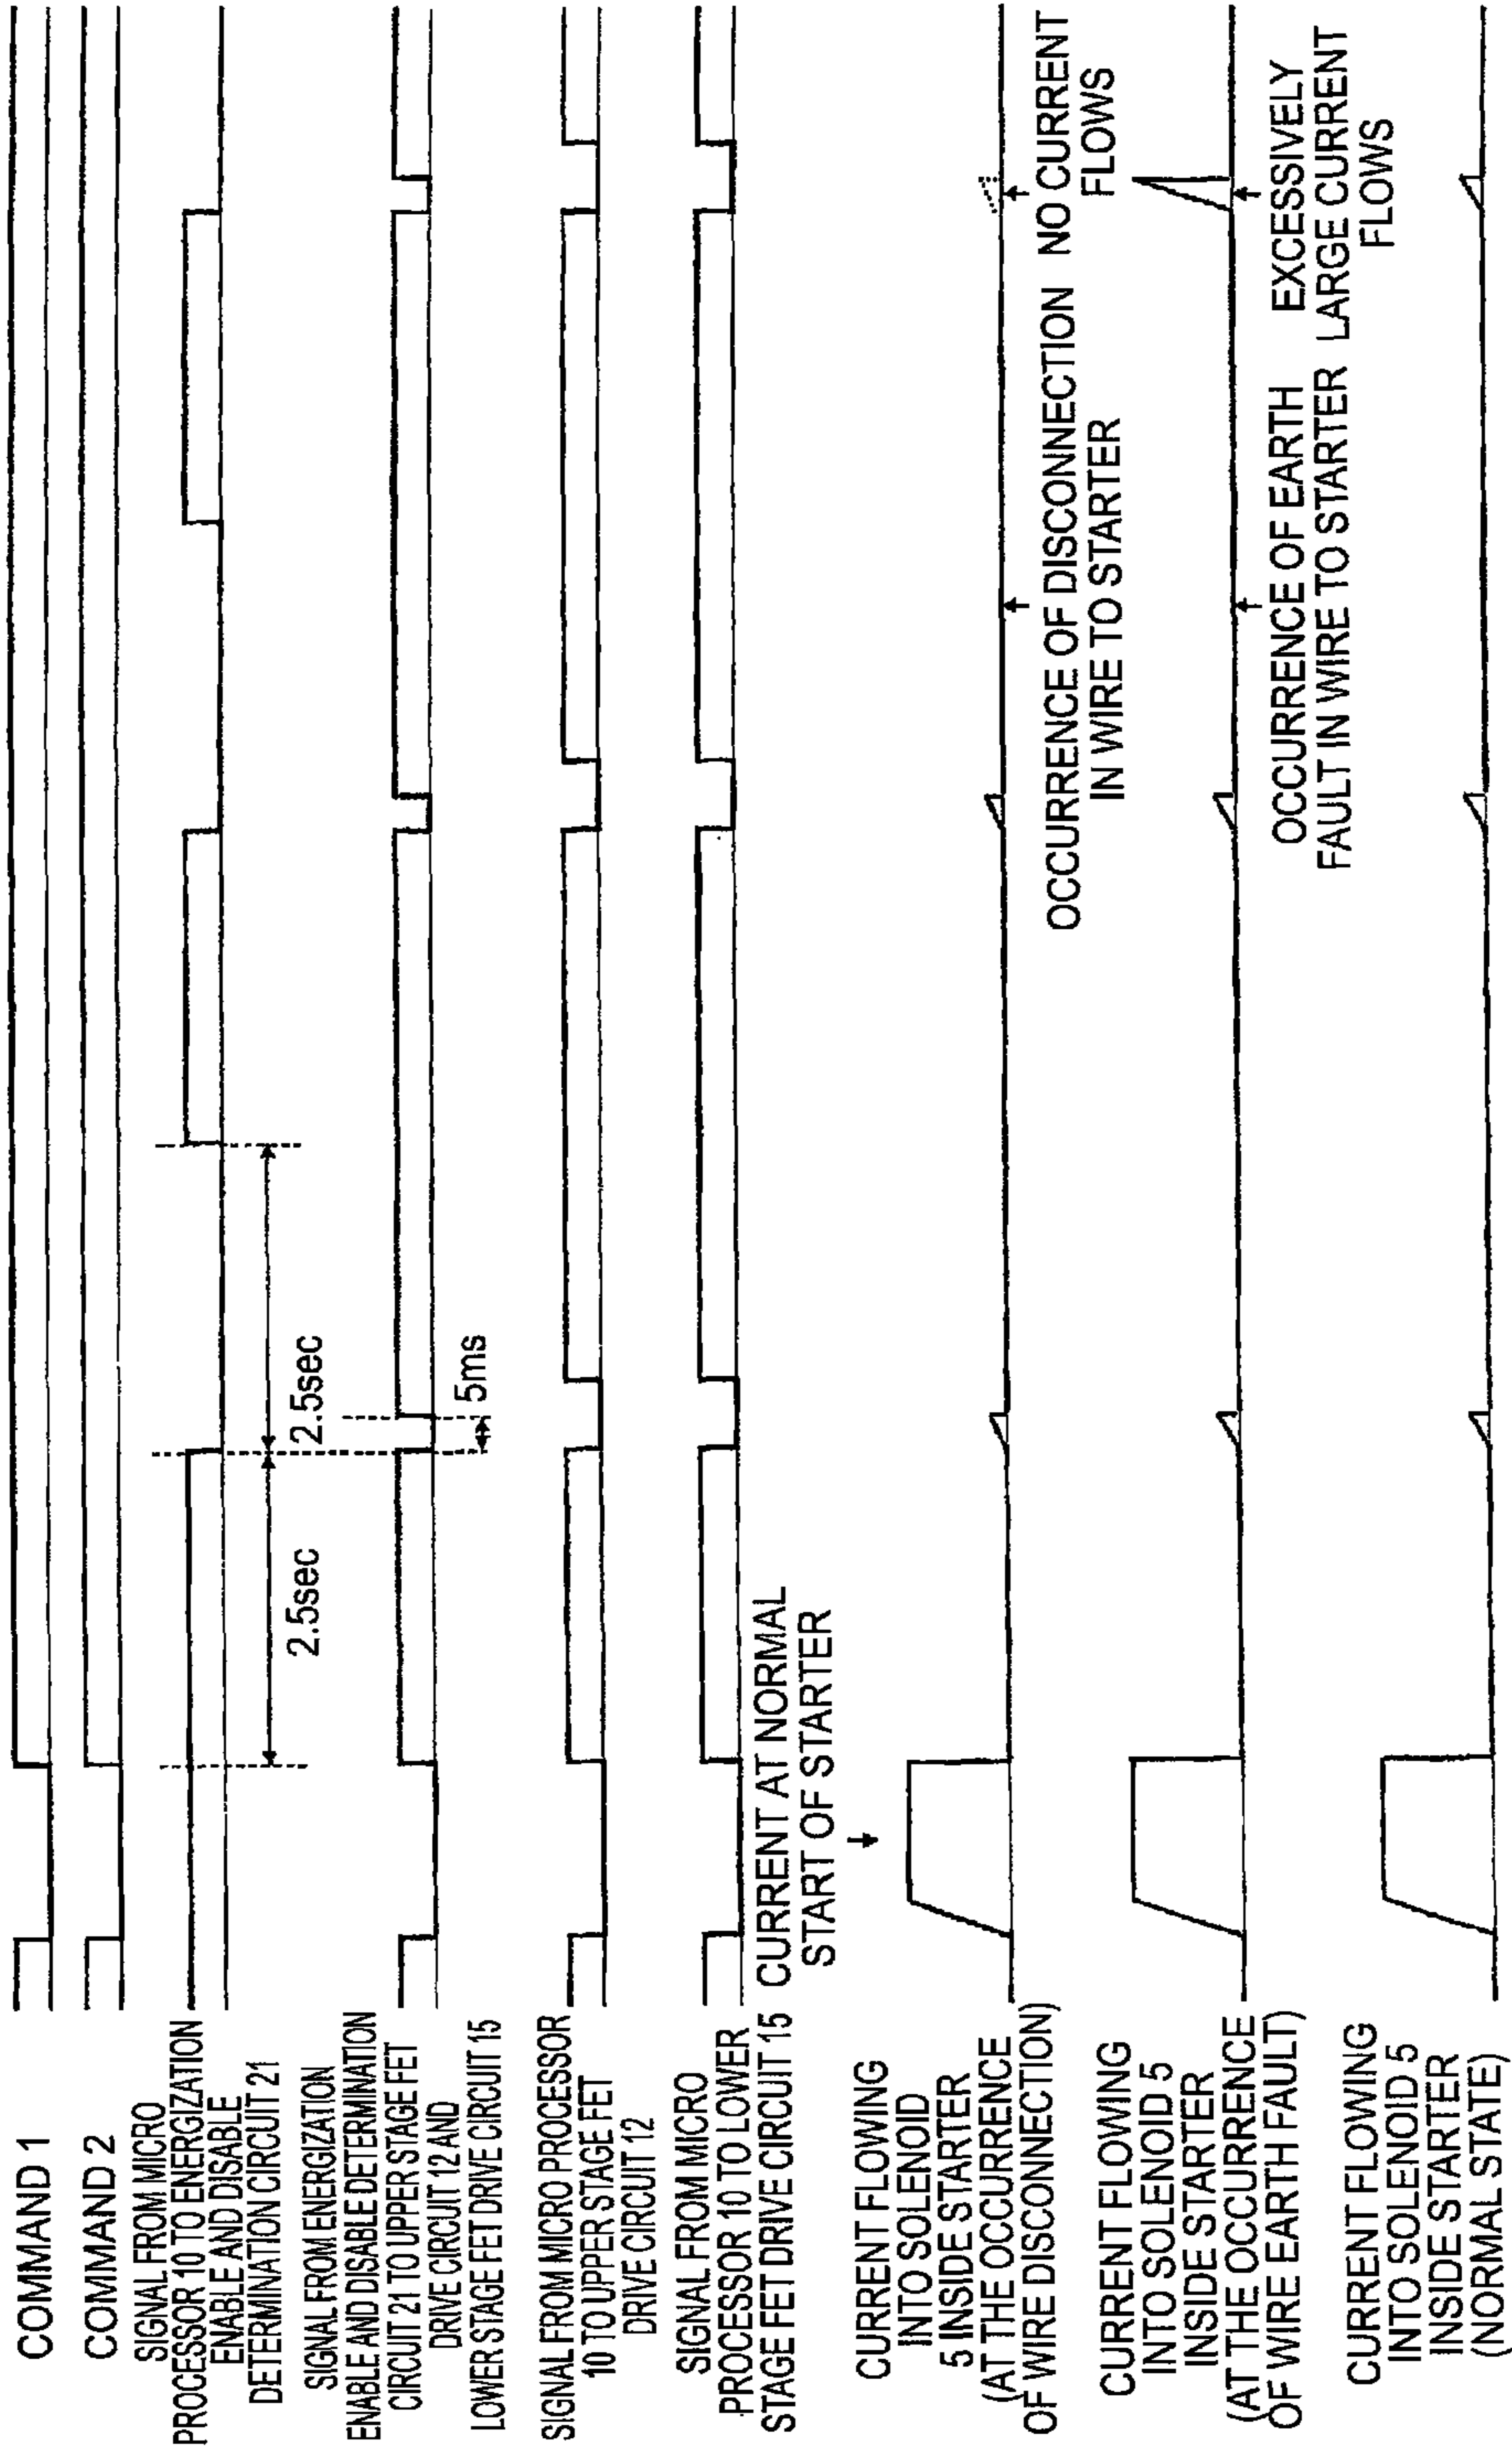 COMMAND 1
COMMAND 2
SIGNAL FROM MICRO
PROCESSOR 10 TO ENERGIZATION
ENABLE AND DISABLE
DETERMINATION CIRCUIT 21
2.5sec
2.5sec
SIGNAL FROM ENERGIZATION
ENABLE AND DISABLE DETERMINATION
CIRCUIT 21 TO UPPER STAGE FET
DRIVE CIRCUIT 12 AND
LOWER STAGE FET DRIVE CIRCUIT 15
5ms
SIGNAL FROM MICRO PROCESSOR
10 TO UPPER STAGE FET
DRIVE CIRCUIT 12
SIGNAL FROM MICRO
PROCESSOR 10 TO LOWER
STAGE FET DRIVE CIRCUIT 15
CURRENT AT NORMAL
START OF STARTER
CURRENT FLOWING
INTO SOLENOID
5 INSIDE STARTER
(AT THE OCCURRENCE
OF WIRE DISCONNECTION)
OCCURRENCE OF DISCONNECTION
IN WIRE TO STARTER
NO CURRENT
FLOWS
CURRENT FLOWING
INTO SOLENOID 5
INSIDE STARTER
(AT THE OCCURRENCE
OF WIRE EARTH FAULT)
OCCURRENCE OF EARTH
FAULT IN WIRE TO STARTER
EXCESSIVELY
LARGE CURRENT
FLOWS
CURRENT FLOWING
INTO SOLENOID 5
INSIDE STARTER
(NORMAL STATE)